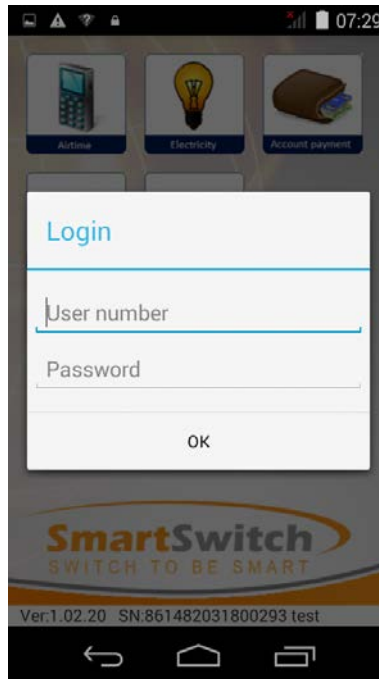 07:29
Airtime
Electricity
Account payment
Login
User number
Password
OK
SmartSwitch
SWITCH TO BE SMART
Ver:1.02.20 SN:861482031800293 test